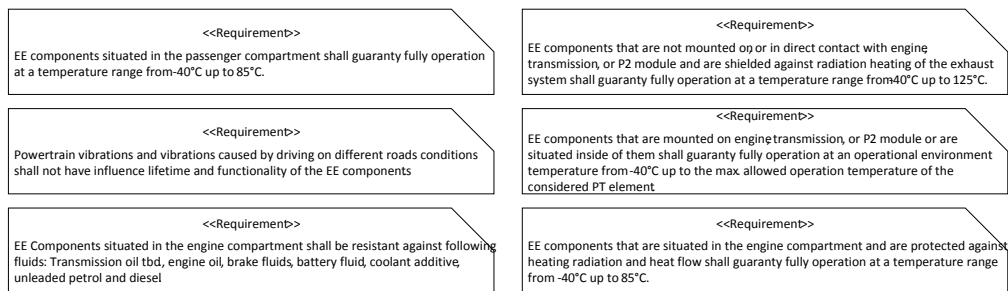 <<Requirement>>
EE components situated in the passenger compartment shall guaranty fully operation
at a temperature range from-40°C up to 85°C.
<<Requirement>>
EE components that are not mounted on, or in direct contact with engine,
transmission, or P2 module and are shielded against radiation heating of the exhaust
system shall guaranty fully operation at a temperature range from-40°C up to 125°C.
<<Requirement>>
Powertrain vibrations and vibrations caused by driving on different roads conditions
shall not have influence lifetime and functionality of the EE components
<<Requirement>>
EE components that are mounted on engine, transmission, or P2 module or are
situated inside of them shall guaranty fully operation at an operational environment
temperature from -40°C up to the max. allowed operation temperature of the
considered PT element
<<Requirement>>
EE Components situated in the engine compartment shall be resistant against following
fluids: Transmission oil tbd., engine oil, brake fluids, battery fluid, coolant additive,
unleaded petrol and diesel
<<Requirement>>
EE components that are situated in the engine compartment and are protected against
heating radiation and heat flow shall guaranty fully operation at a temperature range
from -40°C up to 85°C.